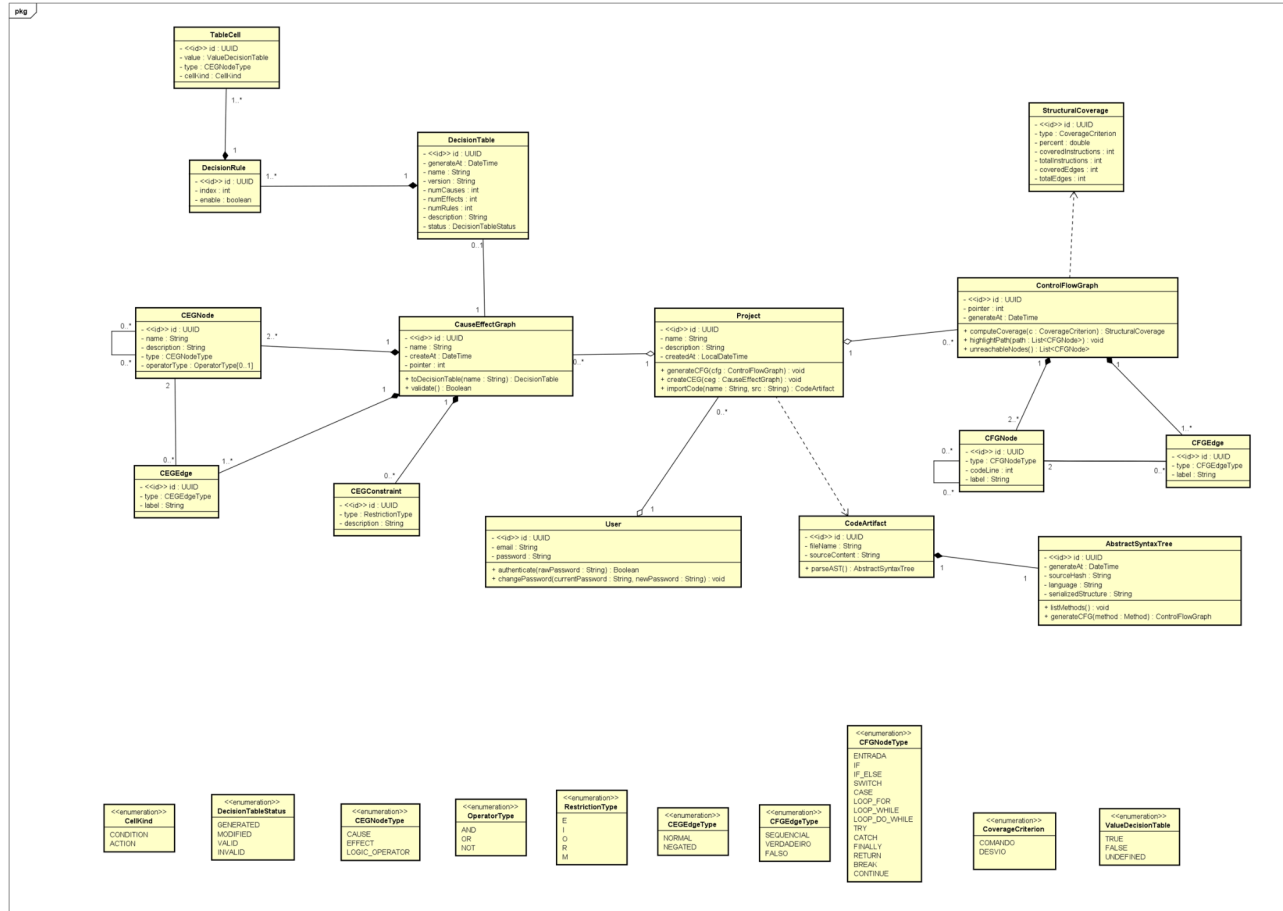 pkg
TableCell
- <<id>> id : UUID
- value : ValueDecisionTable
- type : CEGNodeType
- cellKind : CellKind
1..*
1
DecisionRule
- <<id>> id : UUID
- index : int
- enable : boolean
1..*
1
DecisionTable
- <<id>> id : UUID
- generateAt : DateTime
- name : String
- version : String
- numCauses : int
- numEffects : int
- numRules : int
- description : String
- status : DecisionTableStatus
0..1
1
StructuralCoverage
- <<id>> id : UUID
- type : CoverageCriterion
- percent : double
- coveredInstructions : int
- totalInstructions : int
- coveredEdges : int
- totalEdges : int
CEGNode
- <<id>> id : UUID
- name : String
- description : String
- type : CEGNodeType
- operatorType : OperatorType[0..1]
0..*
0..*
2..*
1
2
0..*
CauseEffectGraph
- <<id>> id : UUID
- name : String
- createAt : DateTime
- pointer : int
+ toDecisionTable(name : String) : DecisionTable
+ validate() : Boolean
0..*
1
Project
- <<id>> id : UUID
- name : String
- description : String
- createdAt : LocalDateTime
+ generateCFG(cfg : ControlFlowGraph) : void
+ createCEG(ceg : CauseEffectGraph) : void
+ importCode(name : String, src : String) : CodeArtifact
1
0..*
ControlFlowGraph
- <<id>> id : UUID
- pointer : int
- generateAt : DateTime
+ computeCoverage(c : CoverageCriterion) : StructuralCoverage
+ highlightPath(path : List<CFGNode>) : void
+ unreachableNodes() : List<CFGNode>
1
1
1
1
0..*
2..*
1..*
CEGEdge
- <<id>> id : UUID
- type : CEGEdgeType
- label : String
1..*
0..*
CEGConstraint
- <<id>> id : UUID
- type : RestrictionType
- description : String
CFGNode
- <<id>> id : UUID
- type : CFGNodeType
- codeLine : int
- label : String
0..*
0..*
2
0..*
CFGEdge
- <<id>> id : UUID
- type : CFGEdgeType
- label : String
1
User
- <<id>> id : UUID
- email : String
- password : String
+ authenticate(rawPassword : String) : Boolean
+ changePassword(currentPassword : String, newPassword : String) : void
CodeArtifact
- <<id>> id : UUID
- fileName : String
- sourceContent : String
+ parseAST() : AbstractSyntaxTree
1
1
AbstractSyntaxTree
- <<id>> id : UUID
- generateAt : DateTime
- sourceHash : String
- language : String
- serializedStructure : String
+ listMethods() : void
+ generateCFG(method : Method) : ControlFlowGraph
<<enumeration>>
CellKind
CONDITION
ACTION
<<enumeration>>
DecisionTableStatus
GENERATED
MODIFIED
VALID
INVALID
<<enumeration>>
CEGNodeType
CAUSE
EFFECT
LOGIC_OPERATOR
<<enumeration>>
OperatorType
AND
OR
NOT
<<enumeration>>
RestrictionType
E
I
O
R
M
<<enumeration>>
CEGEdgeType
NORMAL
NEGATED
<<enumeration>>
CFGEdgeType
SEQUENCIAL
VERDADEIRO
FALSO
<<enumeration>>
CFGNodeType
ENTRADA
IF
IF_ELSE
SWITCH
CASE
LOOP_FOR
LOOP_WHILE
LOOP_DO_WHILE
TRY
CATCH
FINALLY
RETURN
BREAK
CONTINUE
<<enumeration>>
CoverageCriterion
COMANDO
DESVIO
<<enumeration>>
ValueDecisionTable
TRUE
FALSE
UNDEFINED